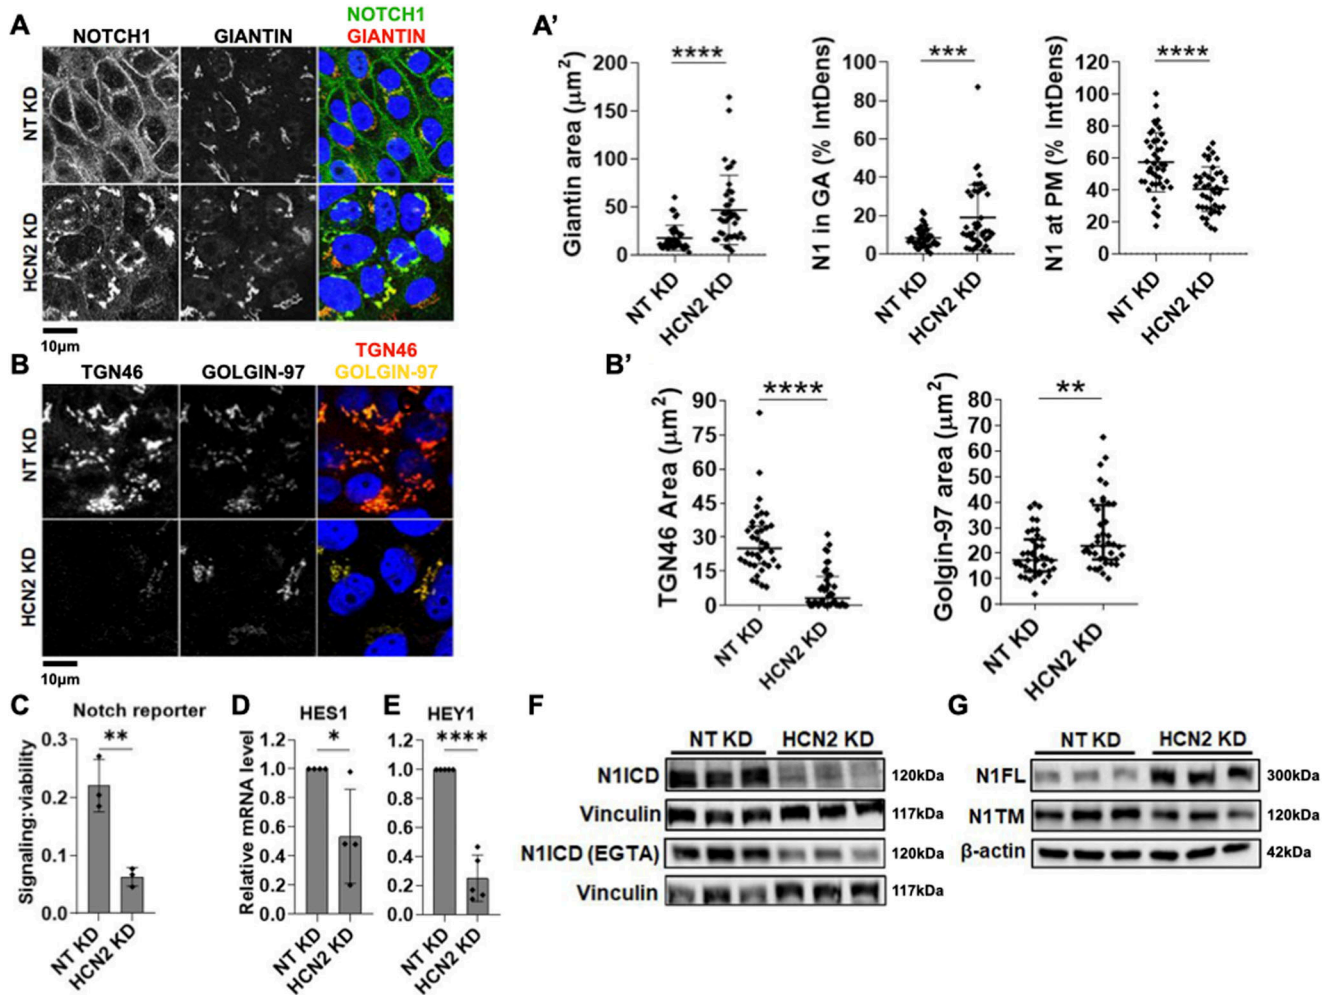 A
NOTCH1
GIANTIN
NOTCH1
GIANTIN
NT KD
HCN2 KD
10μm
A'
Giantin area (μm²)
200
150
100
50
0
****
NT KD
HCN2 KD
N1 in GA (% IntDens)
100
80
60
40
20
0
***
NT KD
HCN2 KD
N1 at PM (% IntDens)
120
100
80
60
40
20
0
****
NT KD
HCN2 KD
B
TGN46
GOLGIN-97
TGN46
GOLGIN-97
NT KD
HCN2 KD
10μm
B'
TGN46 Area (μm²)
90
75
60
45
30
15
0
****
NT KD
HCN2 KD
Golgin-97 area (μm²)
80
70
60
50
40
30
20
10
0
**
NT KD
HCN2 KD
C
Notch reporter
Signaling:viability
0.3
0.2
0.1
0.0
**
NT KD
HCN2 KD
D
HES1
Relative mRNA level
1.2
1.0
0.8
0.6
0.4
0.2
0.0
*
NT KD
HCN2 KD
E
HEY1
1.2
1.0
0.8
0.6
0.4
0.2
0.0
****
NT KD
HCN2 KD
F
NT KD HCN2 KD
N1ICD 120kDa
Vinculin 117kDa
N1ICD (EGTA) 120kDa
Vinculin 117kDa
G
NT KD HCN2 KD
N1FL 300kDa
N1TM 120kDa
β-actin 42kDa